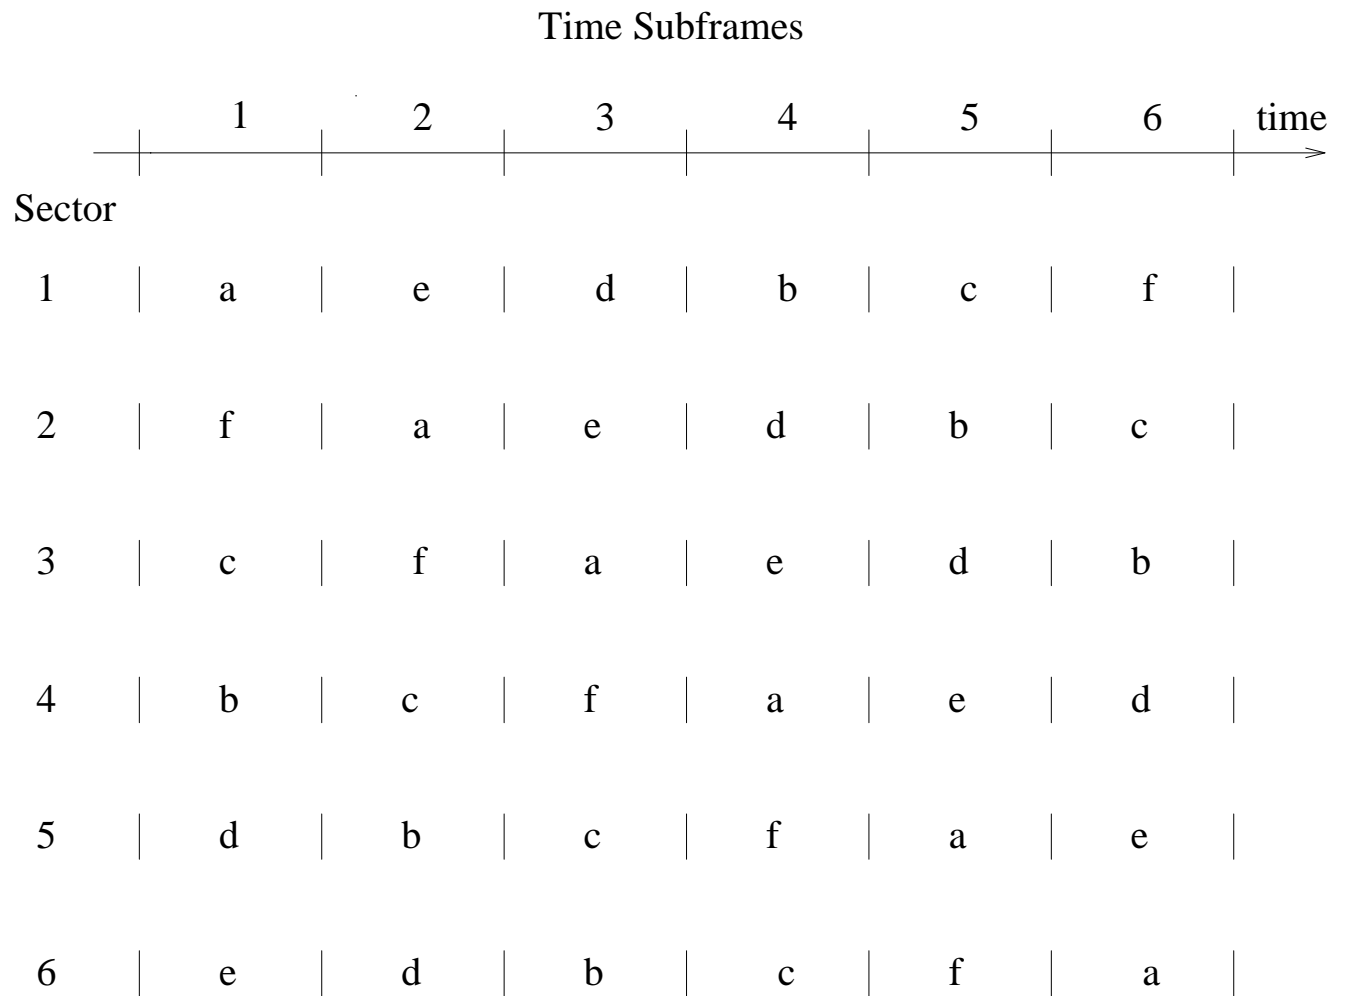 Time Subframes
1 2 3 4 5 6 time
Sector
1 a e d b c f
2 f a e d b c
3 c f a e d b
4 b c f a e d
5 d b c f a e
6 e d b c f a